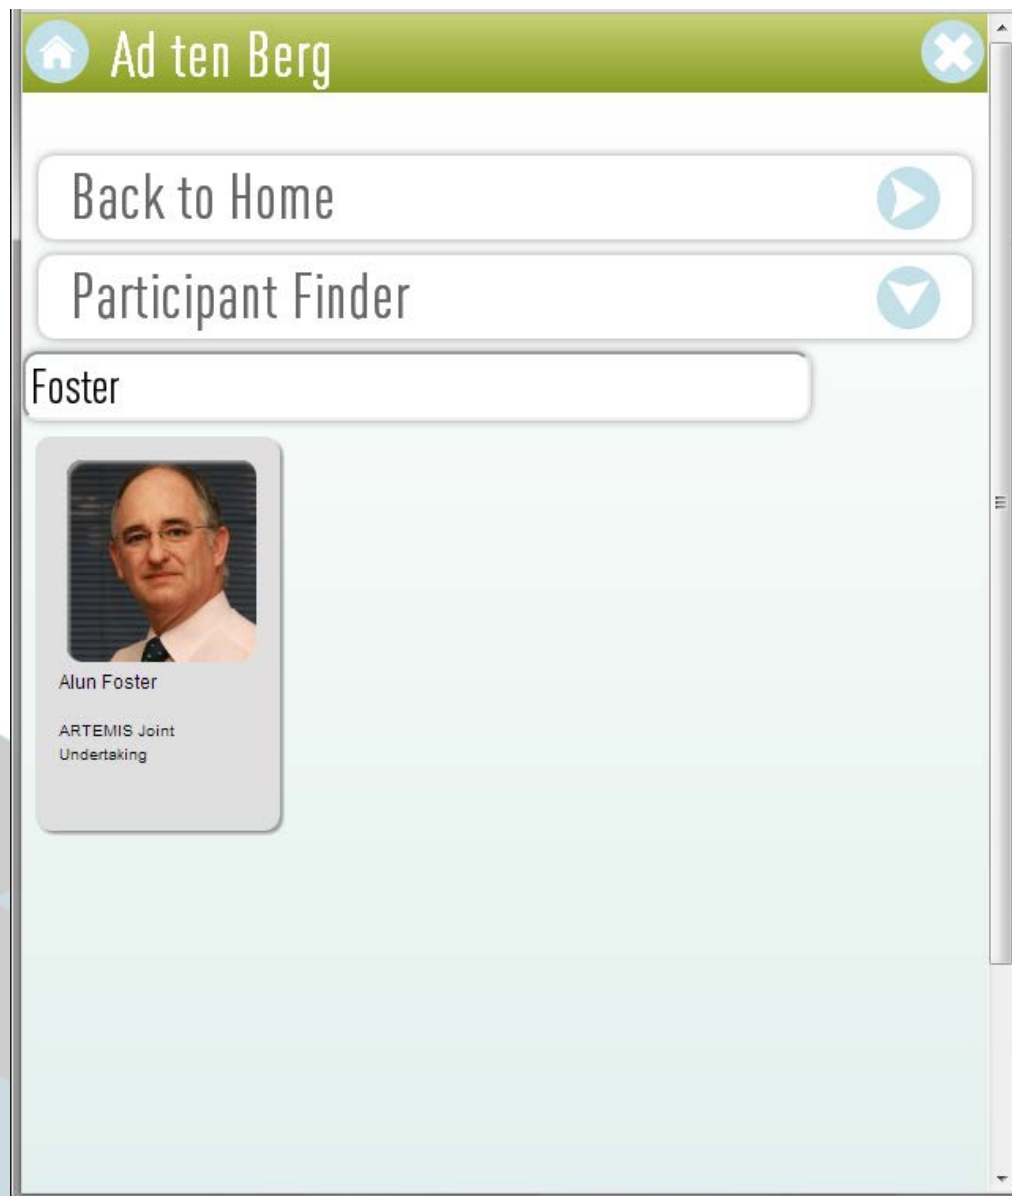 Ad ten Berg
Back to Home
Participant Finder
Foster
Alun Foster
ARTEMIS Joint
Undertaking